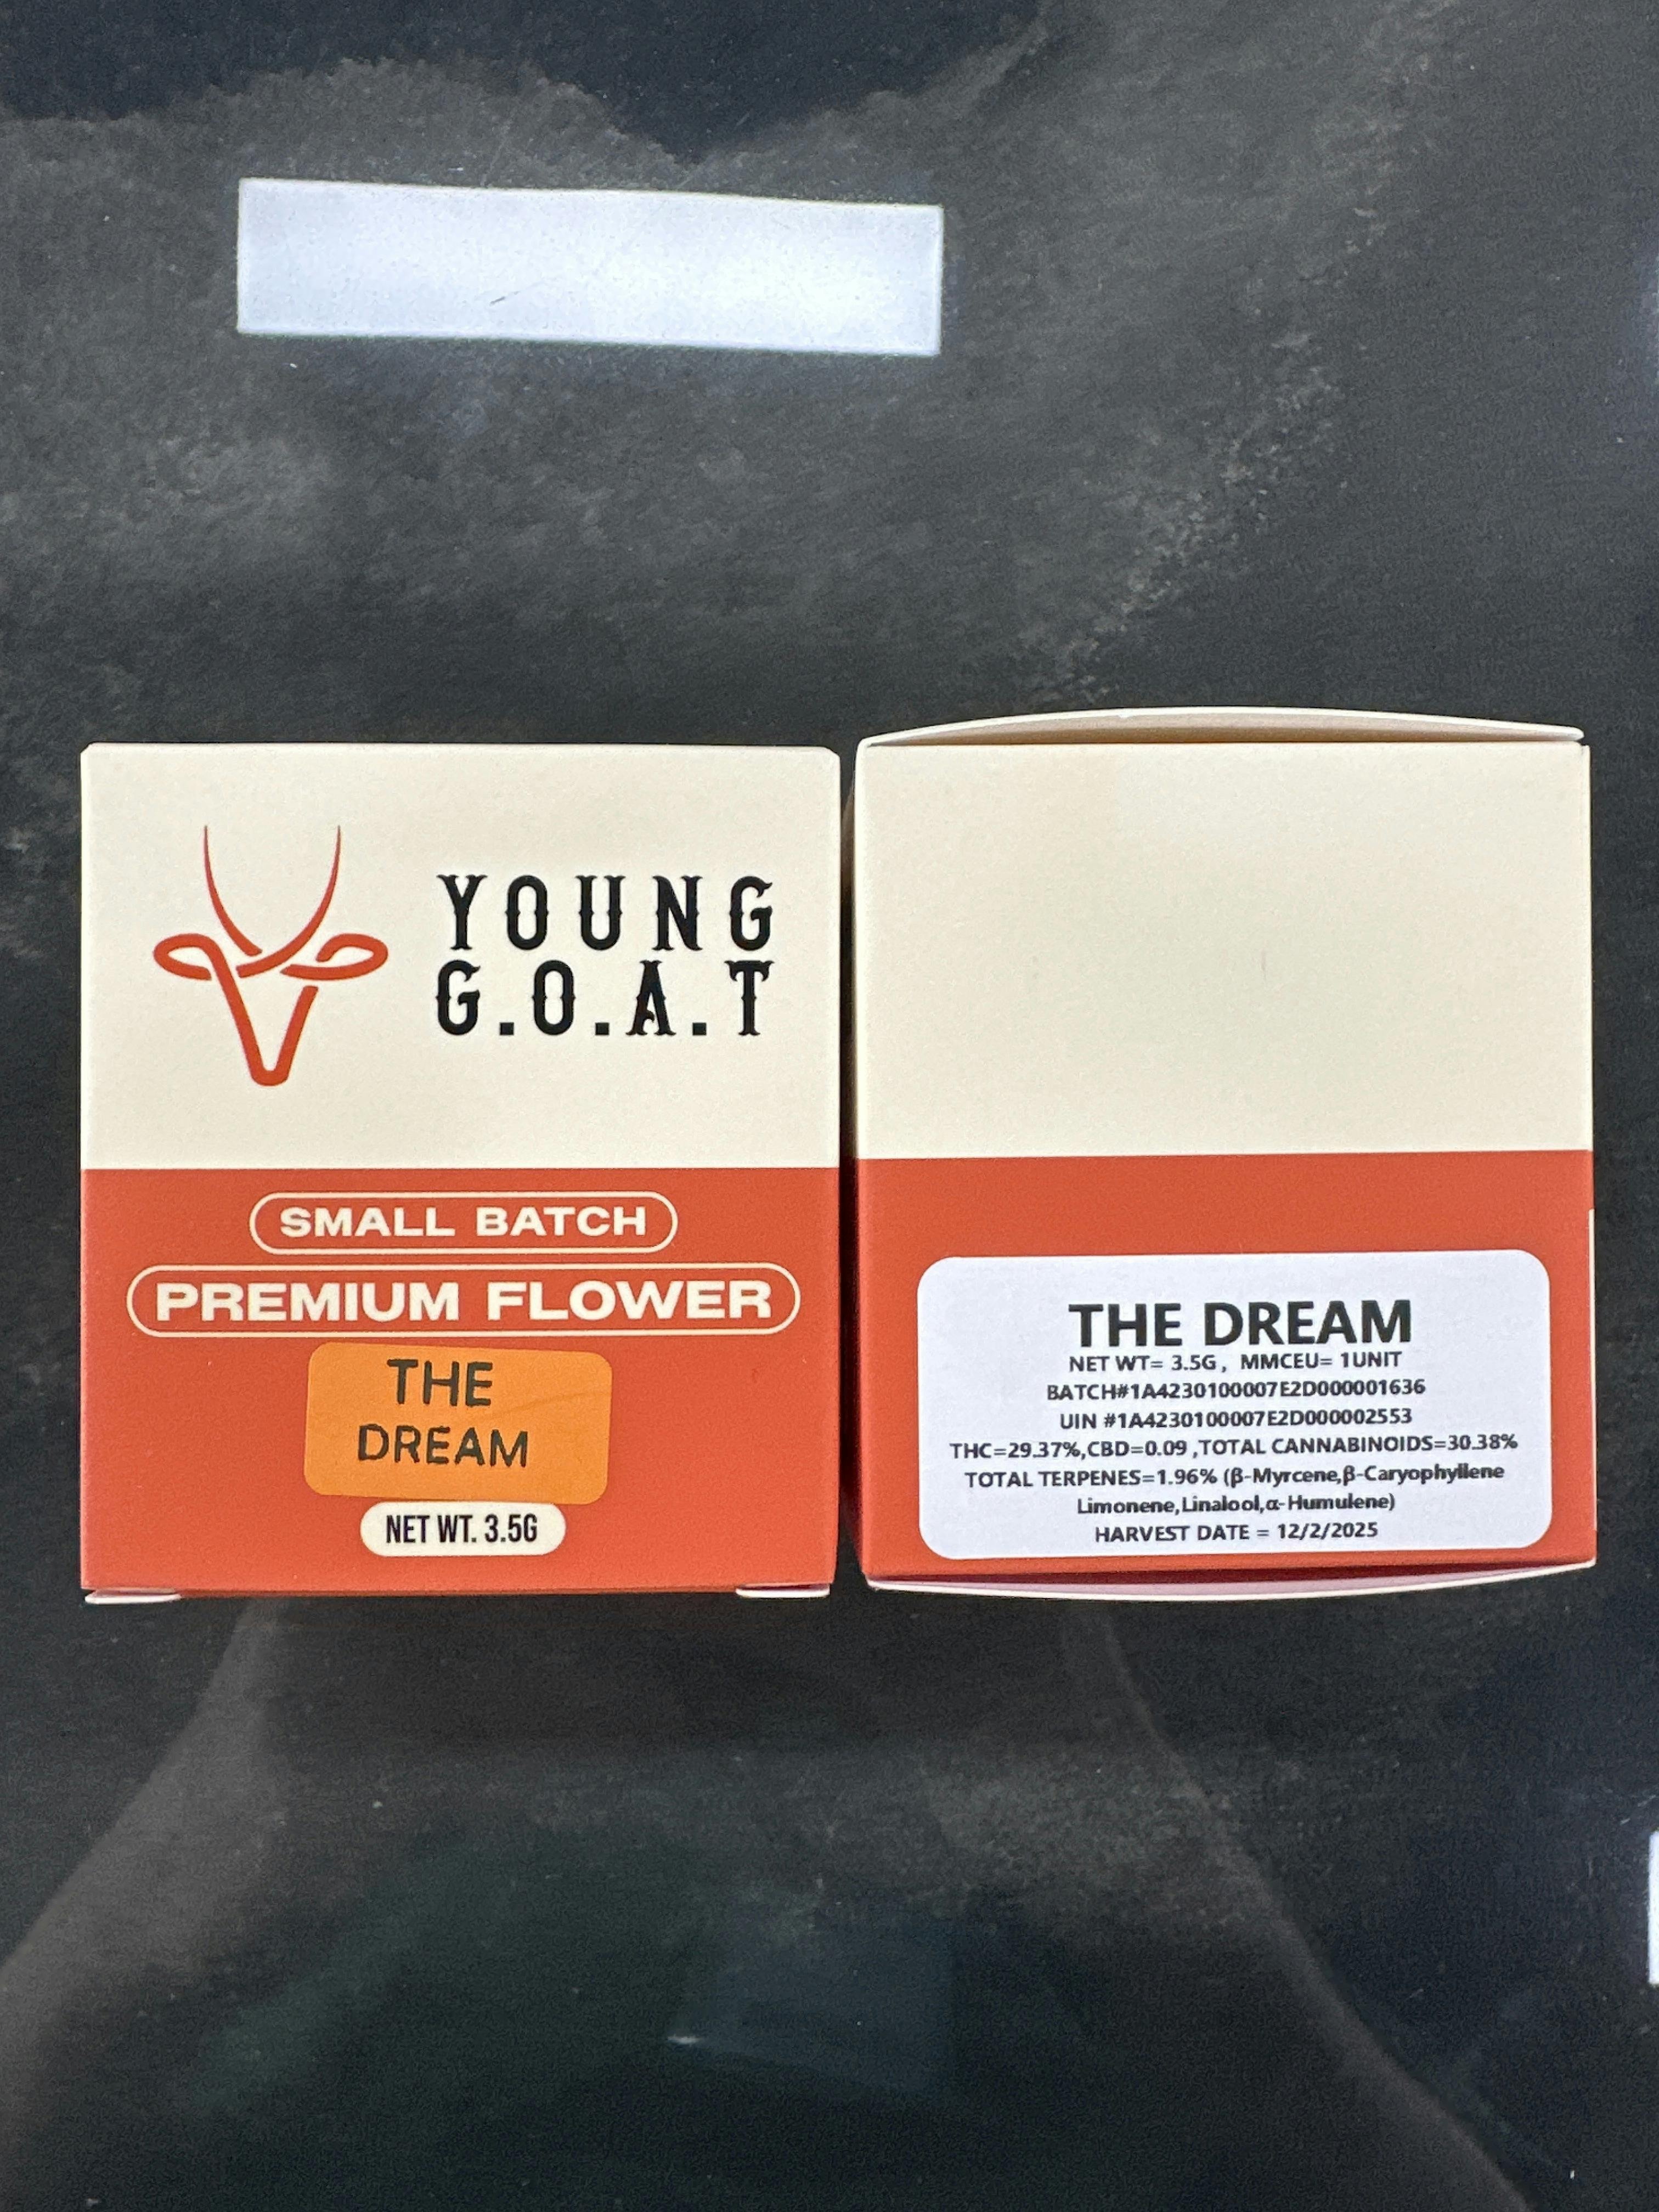 YOUNG
G.O.A.T
SMALL BATCH
PREMIUM FLOWER
THE
DREAM
NET WT. 3.5G
THE DREAM
NET WT= 3.5G, MMCEU= 1UNIT
BATCH#1A4230100007E2D000001636
UIN #1A4230100007E2D000002553
THC=29.37%,CBD=0.09 ,TOTAL CANNABINOIDS=30.38%
TOTAL TERPENES=1.96% (β-Myrcene,β-Caryophyllene
Limonene,Linalool,α-Humulene)
HARVEST DATE = 12/2/2025